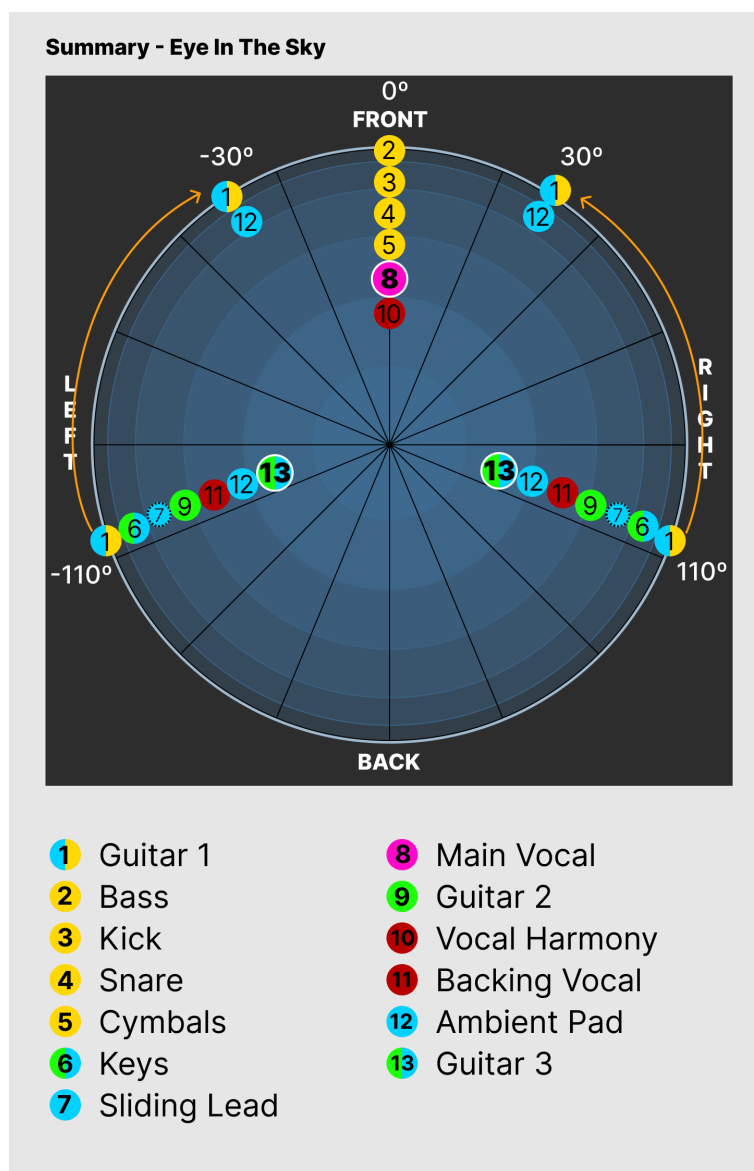 Summary - Eye In The Sky
0º
FRONT
-30º
30º
2
1
1
3
12
12
4
5
8
10
LEFT
RIGHT
13
13
12
12
11
11
9
9
7
7
6
6
1
1
-110º
110º
BACK
1 Guitar 1
2 Bass
3 Kick
4 Snare
5 Cymbals
6 Keys
7 Sliding Lead
8 Main Vocal
9 Guitar 2
10 Vocal Harmony
11 Backing Vocal
12 Ambient Pad
13 Guitar 3